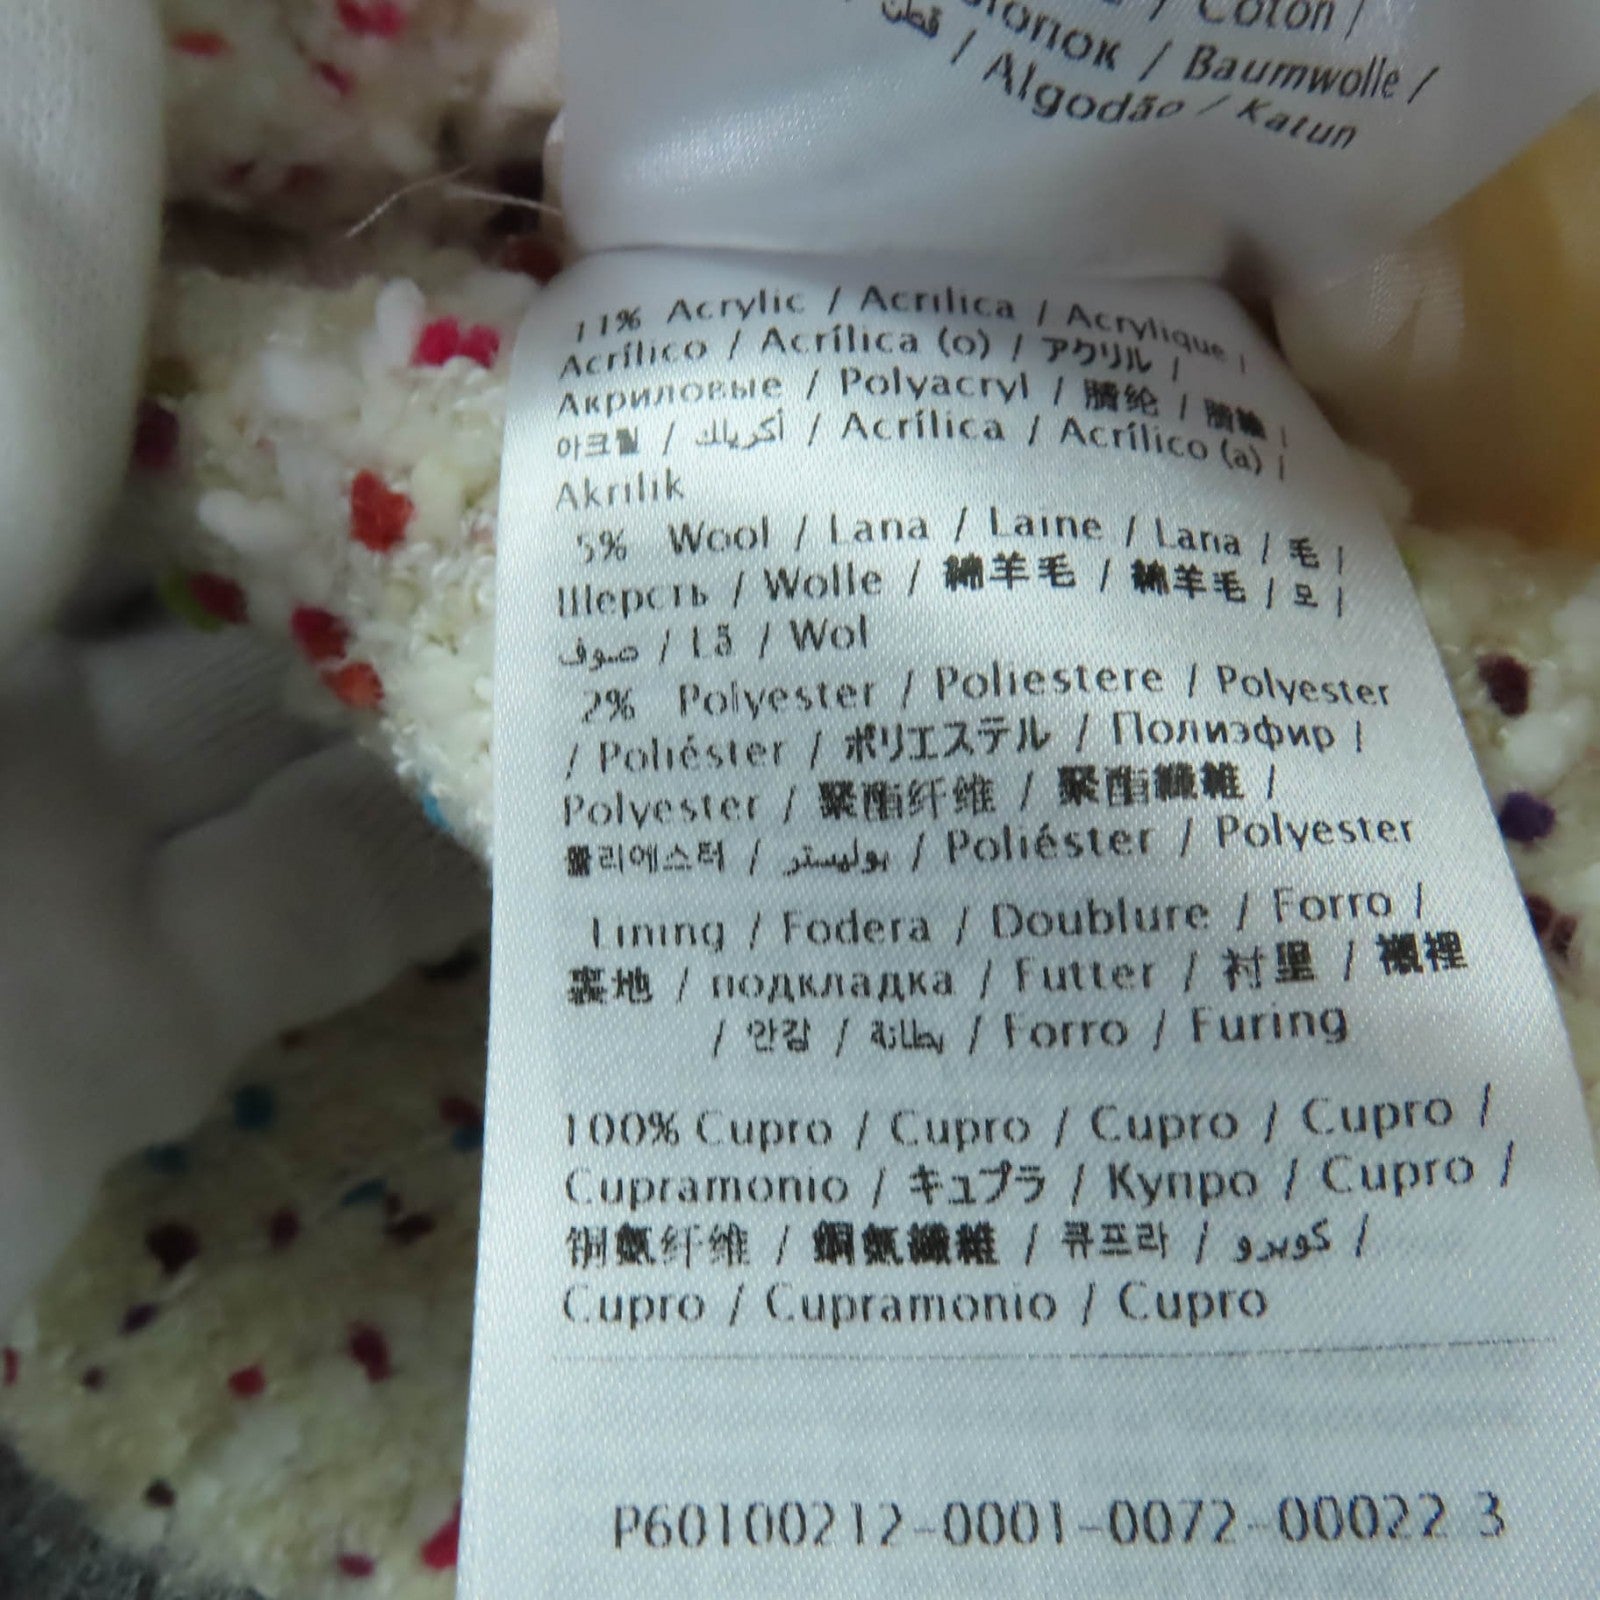 / Coton /
قطن / Baumwolle /
/ Algodão / Katun
11% Acrylic / Acrilica / Acrylique /
Acrílico / Acrílica (o) / アクリル /
Акриловые / Polyacryl / 腈纶 / 腈綸 /
아크릴 / أكريلك / Acrílica / Acrílico (a) /
Akrilik
5% Wool / Lana / Laine / Lana / 毛 /
Шерсть / Wolle / 綿羊毛 / 綿羊毛 / 모 /
صوف / Lã / Wol
2% Polyester / Poliestere / Polyester
/ Poliéster / ポリエステル / Полиэфир /
Polyester / 聚酯纤维 / 聚酯纖維 /
폴리에스터 / بوليستر / Poliéster / Polyester
Lining / Fodera / Doublure / Forro /
裏地 / подкладка / Futter / 衬里 / 襯裡
/ 안감 / بطانة / Forro / Furing
100% Cupro / Cupro / Cupro / Cupro /
Cupramonio / キュプラ / Купро / Cupro /
铜氨纤维 / 銅氨纖維 / 큐프라 / كوبرو /
Cupro / Cupramonio / Cupro
P60100212-0001-0072-00022 3